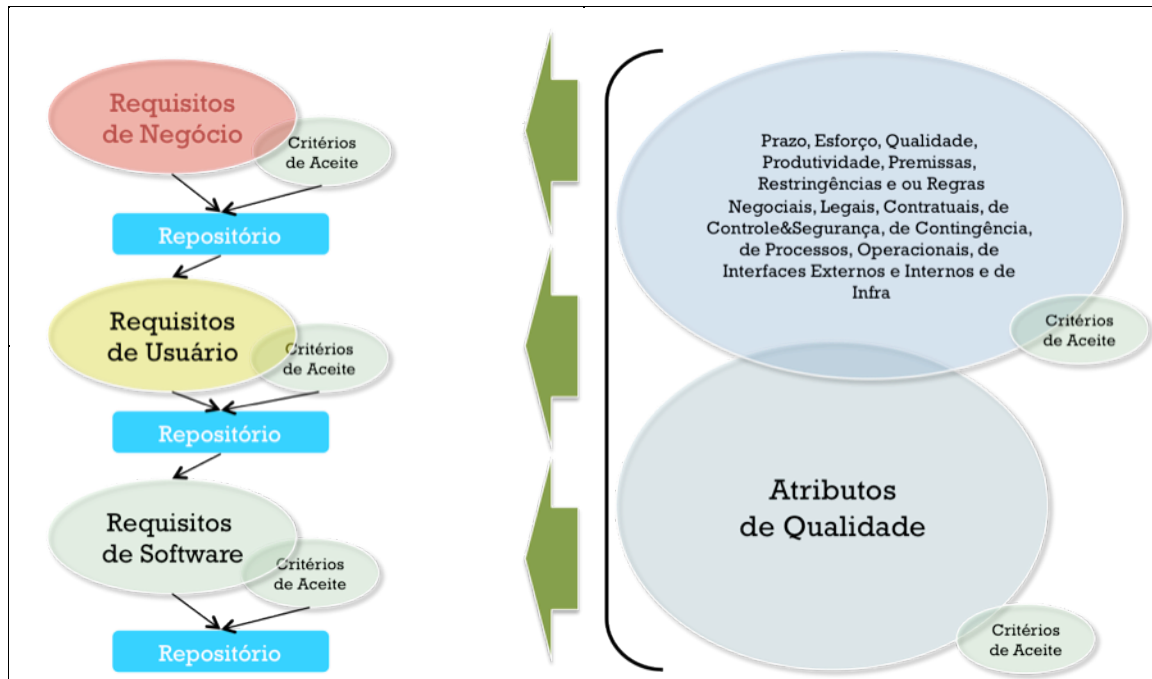 Requisitos
de Negócio
Critérios
de Aceite
Repositório
Requisitos
de Usuário
Critérios
de Aceite
Repositório
Requisitos
de Software
Critérios
de Aceite
Repositório
Prazo, Esforço, Qualidade,
Produtividade, Premissas,
Restringências e ou Regras
Negociais, Legais, Contratuais, de
Controle&Segurança, de Contingência,
de Processos, Operacionais, de
Interfaces Externos e Internos e de
Infra
Critérios
de Aceite
Atributos
de Qualidade
Critérios
de Aceite